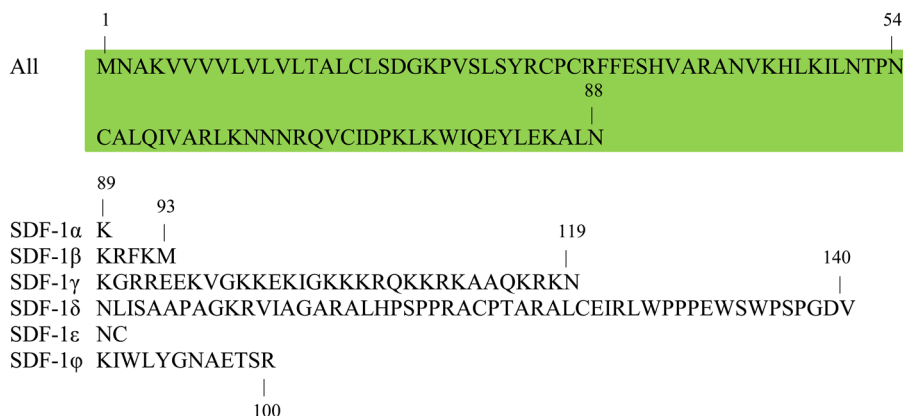 1 54
All MNAKVVVVLVLVLTALCLSDGKPVSLSYRCPCRFFESHVARANVKHLKILNTPN
88
CALQIVARLKNNNRQVCIDPKLKWIQEYLEKALN
89
93
SDF-1α K
119
SDF-1β KRFKM
140
SDF-1γ KGRREEKVGKKEKIGKKKRQKKRKAAQKRKN
SDF-1δ NLISAAPAGKRVIAGARALHPSPPRACPTARALCEIRLWPPPEWSWPSPGDV
SDF-1ε NC
SDF-1φ KIWLYGNAETSR
100